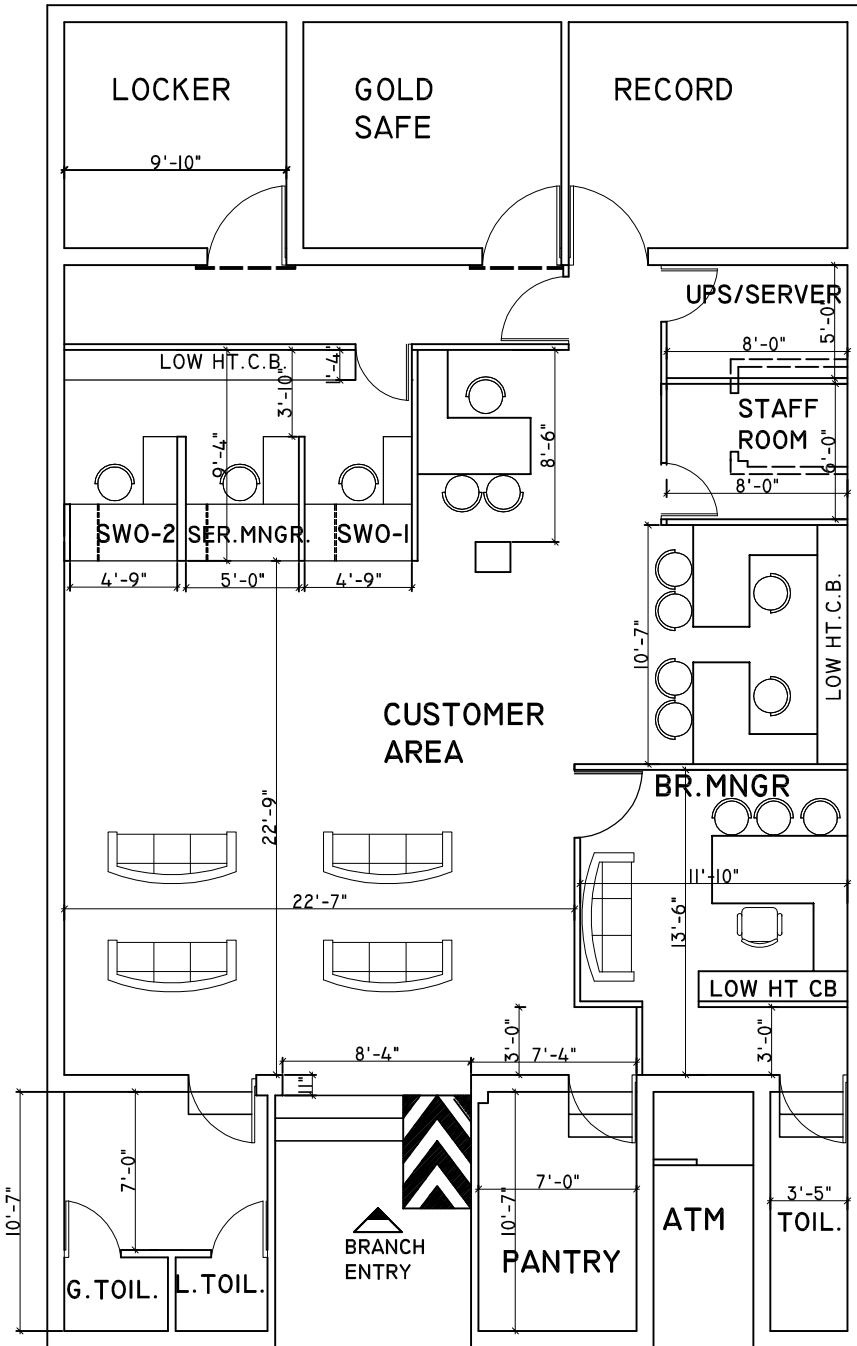 LOCKER
GOLD
SAFE
RECORD
9'-10"
UPS/SERVER
5'-0"
8'-0"
LOW HT.C.B.
1'-4"
3'-10"
9'-4"
8'-6"
STAFF
ROOM
6'-0"
8'-0"
SWO-2
SER.MNGR.
SWO-1
4'-9"
5'-0"
4'-9"
10'-7"
LOW HT.C.B.
CUSTOMER
AREA
BR.MNGR
22'-9"
11'-10"
22'-7"
13'-6"
LOW HT CB
8'-4"
3'-0"
7'-4"
3'-0"
11"
10'-7"
7'-0"
10'-7"
7'-0"
3'-5"
BRANCH
ENTRY
PANTRY
ATM
TOIL.
G.TOIL.
L.TOIL.